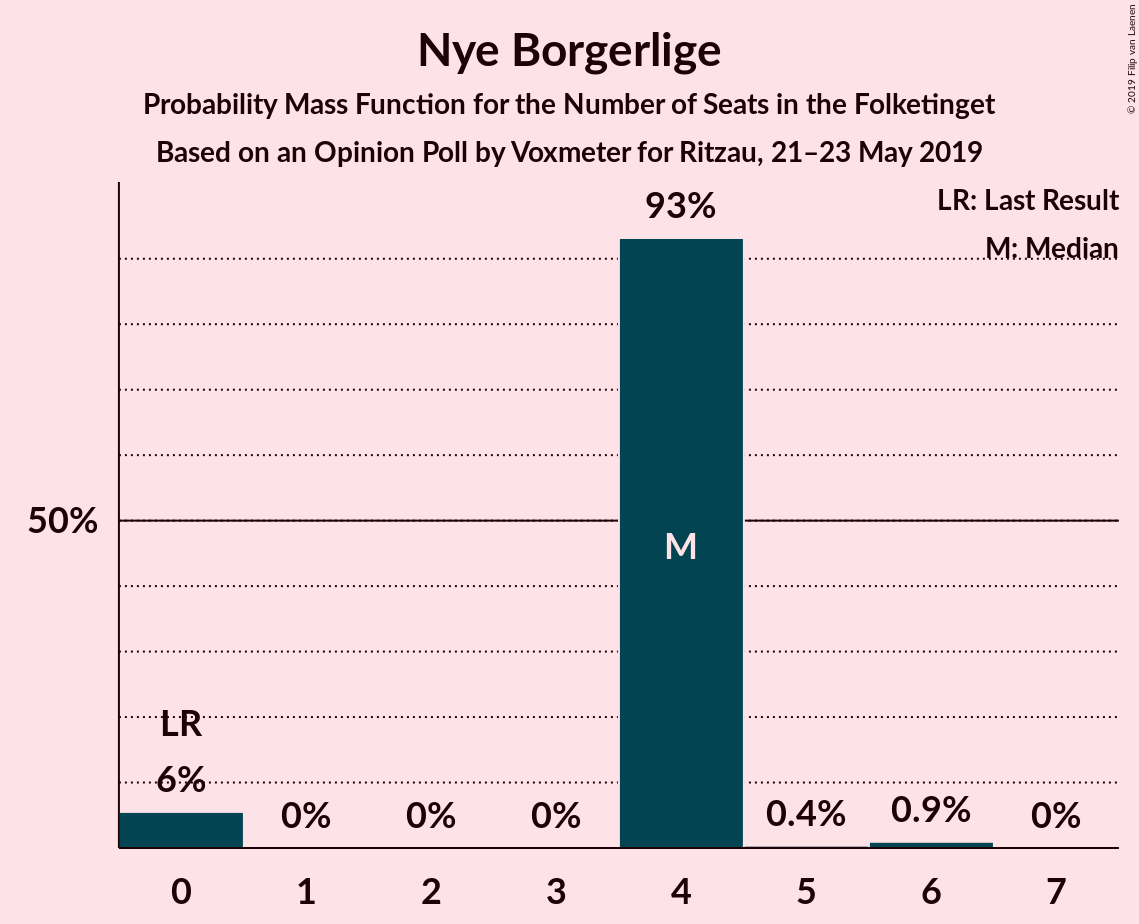 Nye Borgerlige
Probability Mass Function for the Number of Seats in the Folketinget
Based on an Opinion Poll by Voxmeter for Ritzau, 21–23 May 2019
© 2019 Filip van Laenen
LR: Last Result
M: Median
93%
50%
M
LR
6%
0%
0%
0%
0.4%
0.9%
0%
0 1 2 3 4 5 6 7